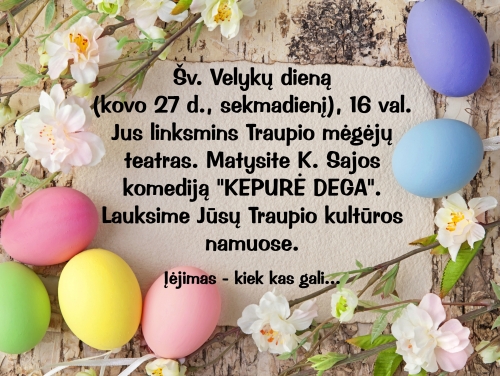 Šv. Velykų dieną
(kovo 27 d., sekmadienį), 16 val.
Jus linksmins Traupio mėgėjų
teatras. Matysite K. Sajos
komediją "KEPURĖ DEGA".
Lauksime Jūsų Traupio kultūros
namuose.
Įėjimas - kiek kas gali...